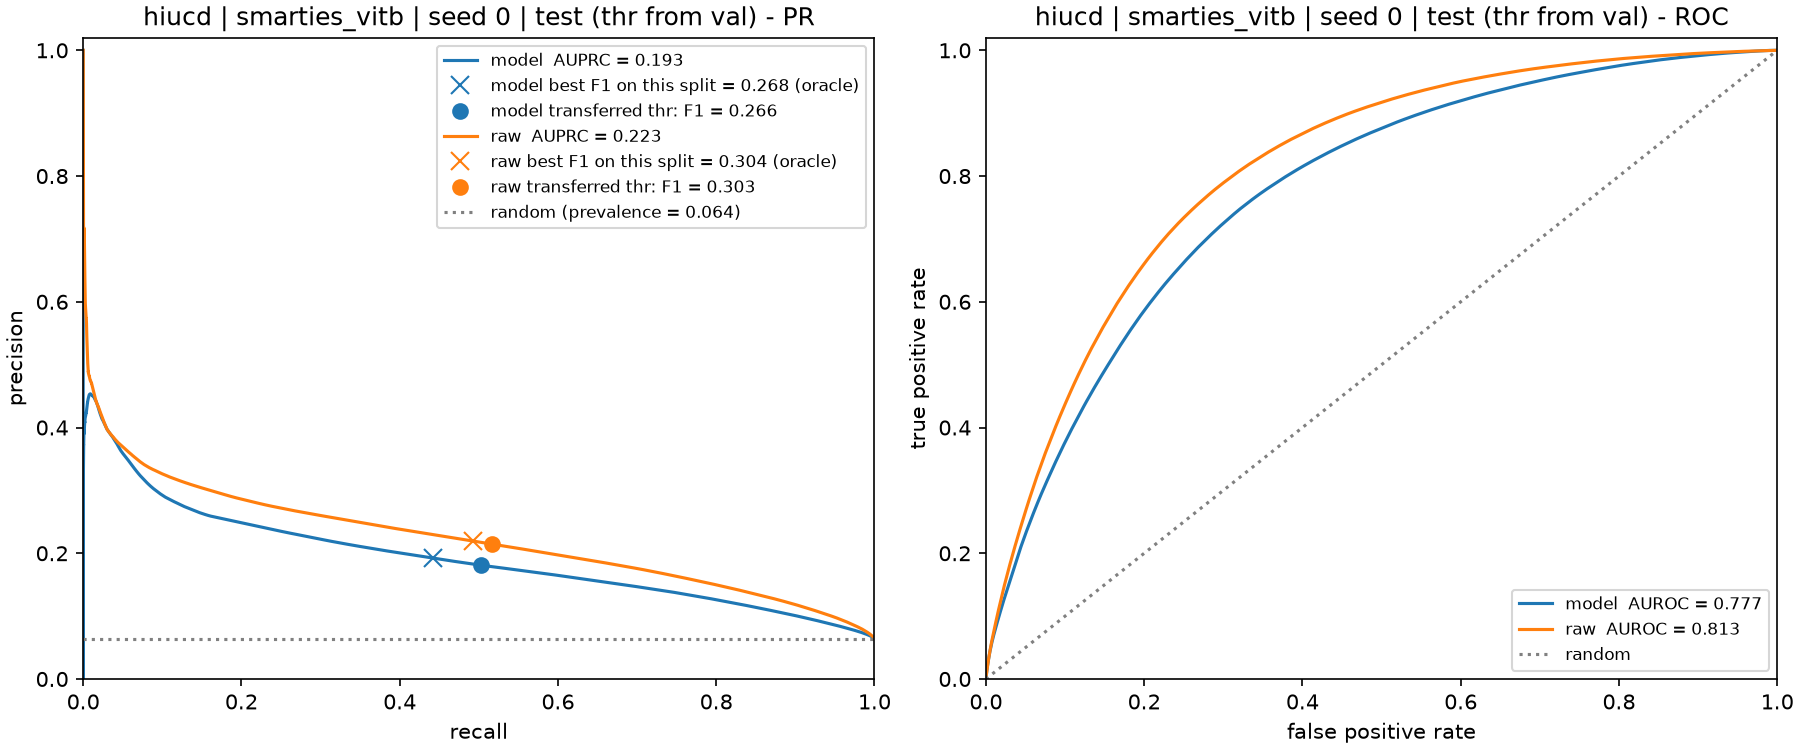 hiucd | smarties_vitb | seed 0 | test (thr from val) - PR
1.0
0.8
0.6
0.4
0.2
0.0
precision
0.0 0.2 0.4 0.6 0.8 1.0
recall
model AUPRC = 0.193
model best F1 on this split = 0.268 (oracle)
model transferred thr: F1 = 0.266
raw AUPRC = 0.223
raw best F1 on this split = 0.304 (oracle)
raw transferred thr: F1 = 0.303
random (prevalence = 0.064)
hiucd | smarties_vitb | seed 0 | test (thr from val) - ROC
1.0
0.8
0.6
0.4
0.2
0.0
true positive rate
0.0 0.2 0.4 0.6 0.8 1.0
false positive rate
model AUROC = 0.777
raw AUROC = 0.813
random